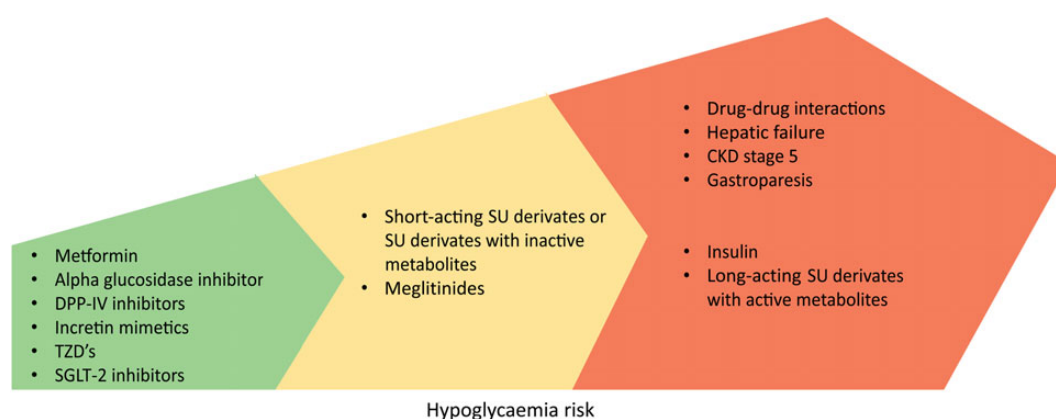 • Metformin
• Alpha glucosidase inhibitor
• DPP-IV inhibitors
• Incretin mimetics
• TZD's
• SGLT-2 inhibitors
• Short-acting SU derivates or
SU derivates with inactive
metabolites
• Meglitinides
• Drug-drug interactions
• Hepatic failure
• CKD stage 5
• Gastroparesis
• Insulin
• Long-acting SU derivates
with active metabolites
Hypoglycaemia risk